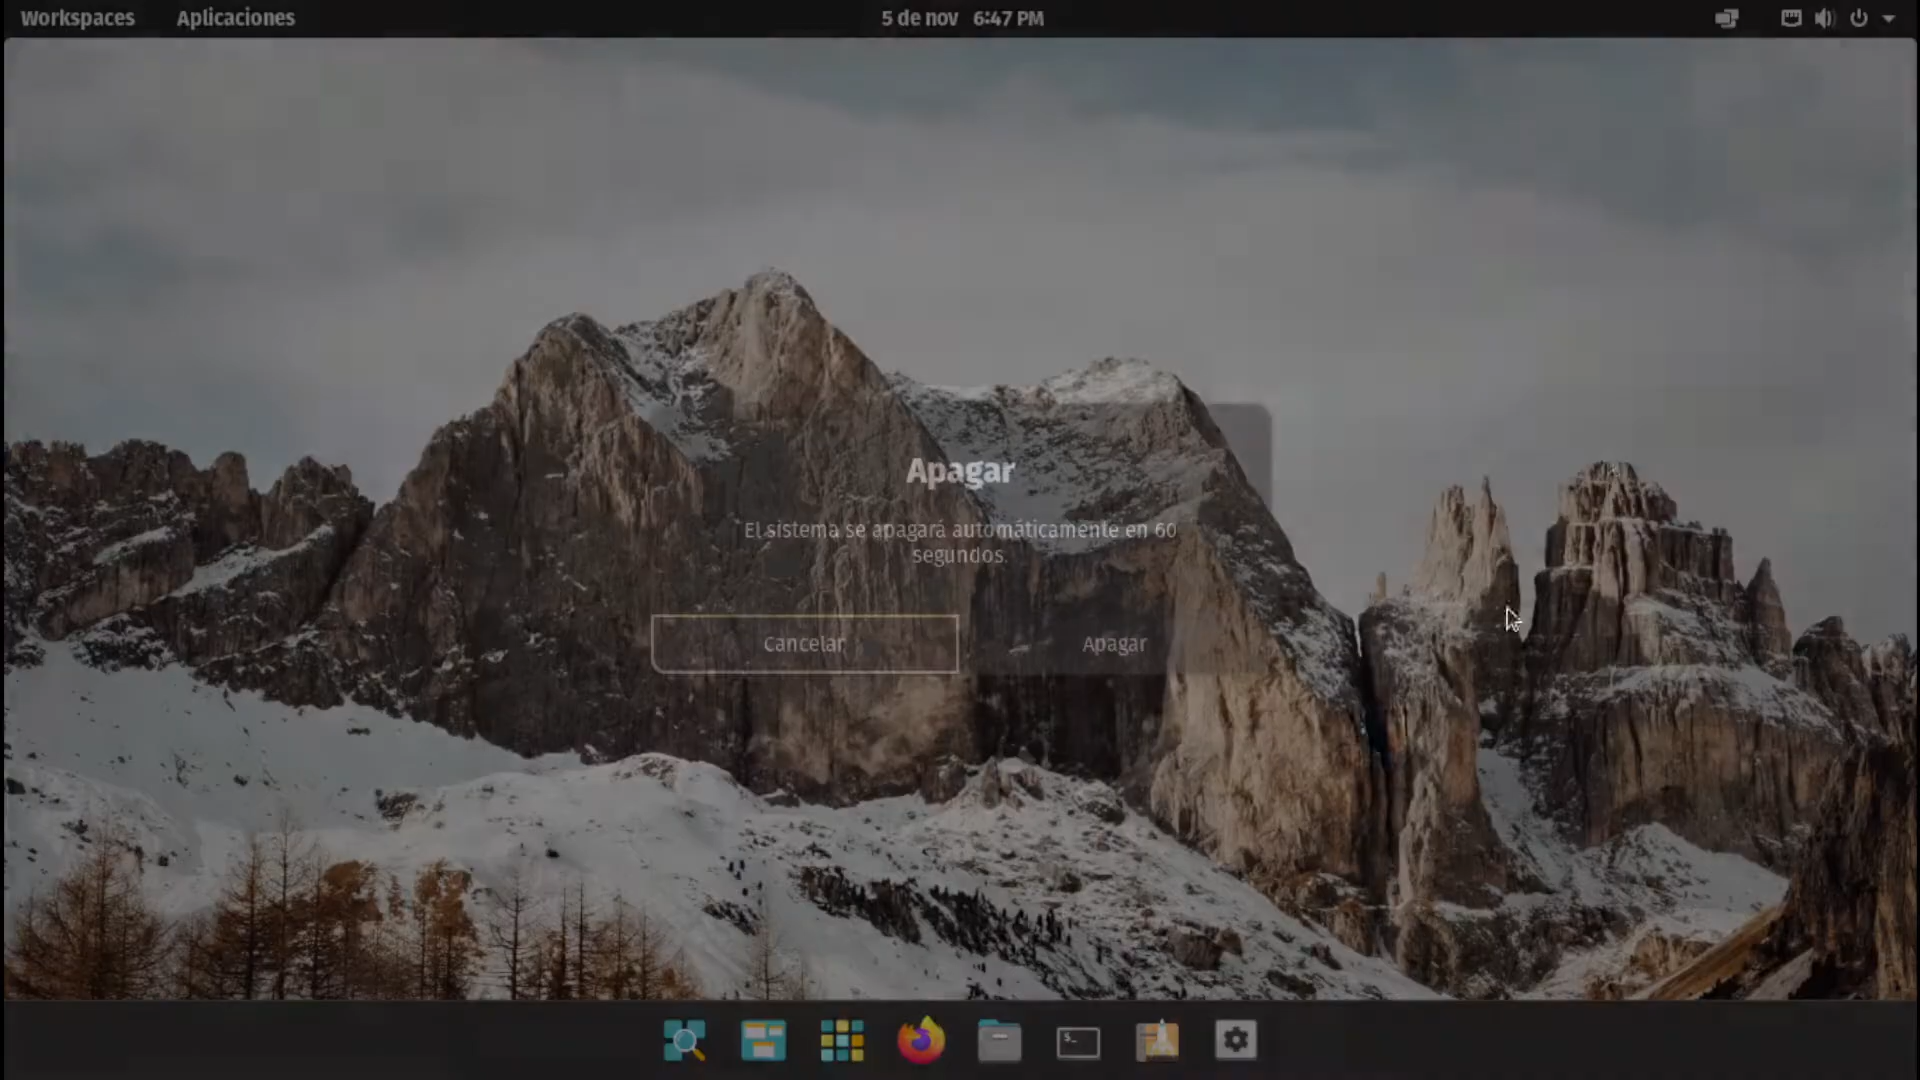 Workspaces Aplicaciones 5 de nov 6:47 PM
Apagar
El sistema se apagará automáticamente en 60
segundos.
Cancelar Apagar